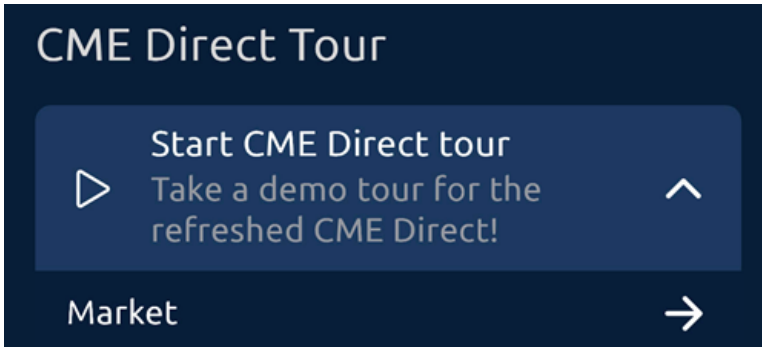 CME Direct Tour
Start CME Direct tour
Take a demo tour for the
refreshed CME Direct!
Market